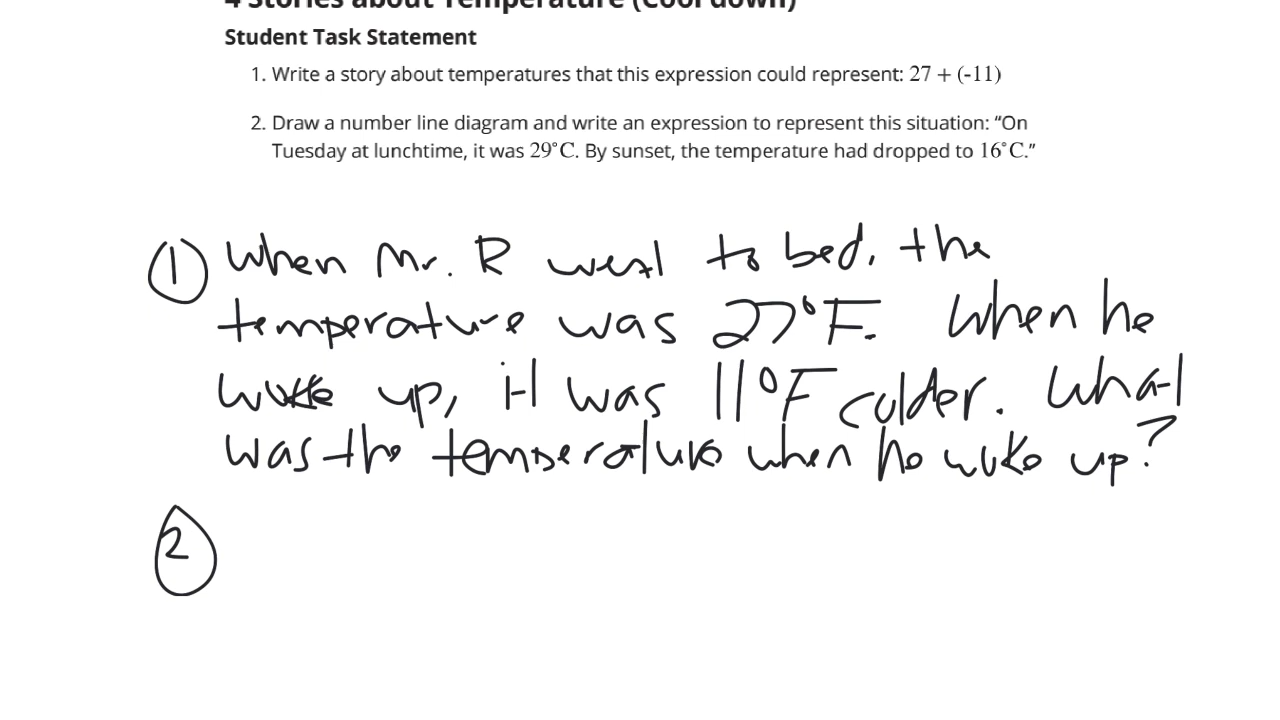 4 Stories about Temperature (Cool down)
Student Task Statement
1. Write a story about temperatures that this expression could represent: 27 + (-11)
2. Draw a number line diagram and write an expression to represent this situation: “On
Tuesday at lunchtime, it was 29°C. By sunset, the temperature had dropped to 16°C.”
1 When Mr. R went to bed, the
temperature was 27°F. When he
woke up, it was 11°F colder. What
was the temperature when he woke up?
2